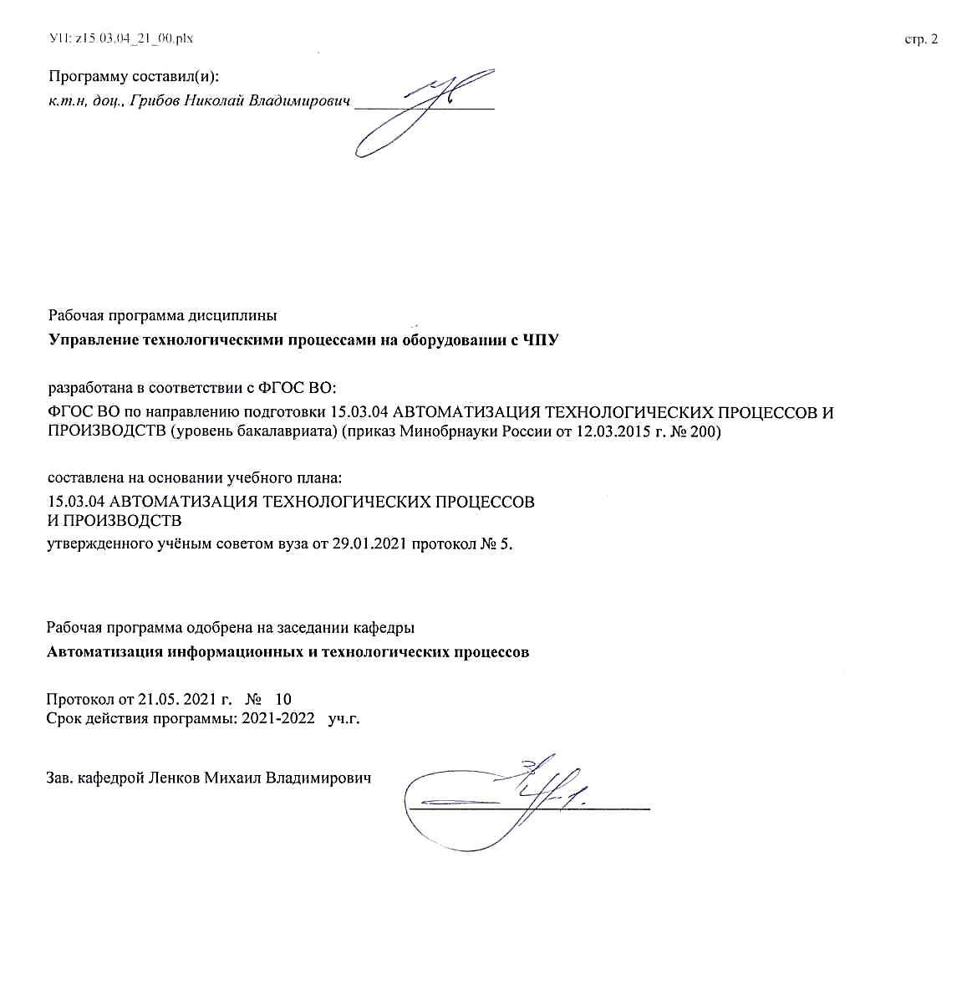 УП: z15.03.04_21_00.plx
стр. 2
Программу составил(и):
к.т.н, доц., Грибов Николай Владимирович
Рабочая программа дисциплины
Управление технологическими процессами на оборудовании с ЧПУ
разработана в соответствии с ФГОС ВО:
ФГОС ВО по направлению подготовки 15.03.04 АВТОМАТИЗАЦИЯ ТЕХНОЛОГИЧЕСКИХ ПРОЦЕССОВ И
ПРОИЗВОДСТВ (уровень бакалавриата) (приказ Минобрнауки России от 12.03.2015 г. № 200)
составлена на основании учебного плана:
15.03.04 АВТОМАТИЗАЦИЯ ТЕХНОЛОГИЧЕСКИХ ПРОЦЕССОВ
И ПРОИЗВОДСТВ
утвержденного учёным советом вуза от 29.01.2021 протокол № 5.
Рабочая программа одобрена на заседании кафедры
Автоматизация информационных и технологических процессов
Протокол от 21.05. 2021 г. № 10
Срок действия программы: 2021-2022 уч.г.
Зав. кафедрой Ленков Михаил Владимирович